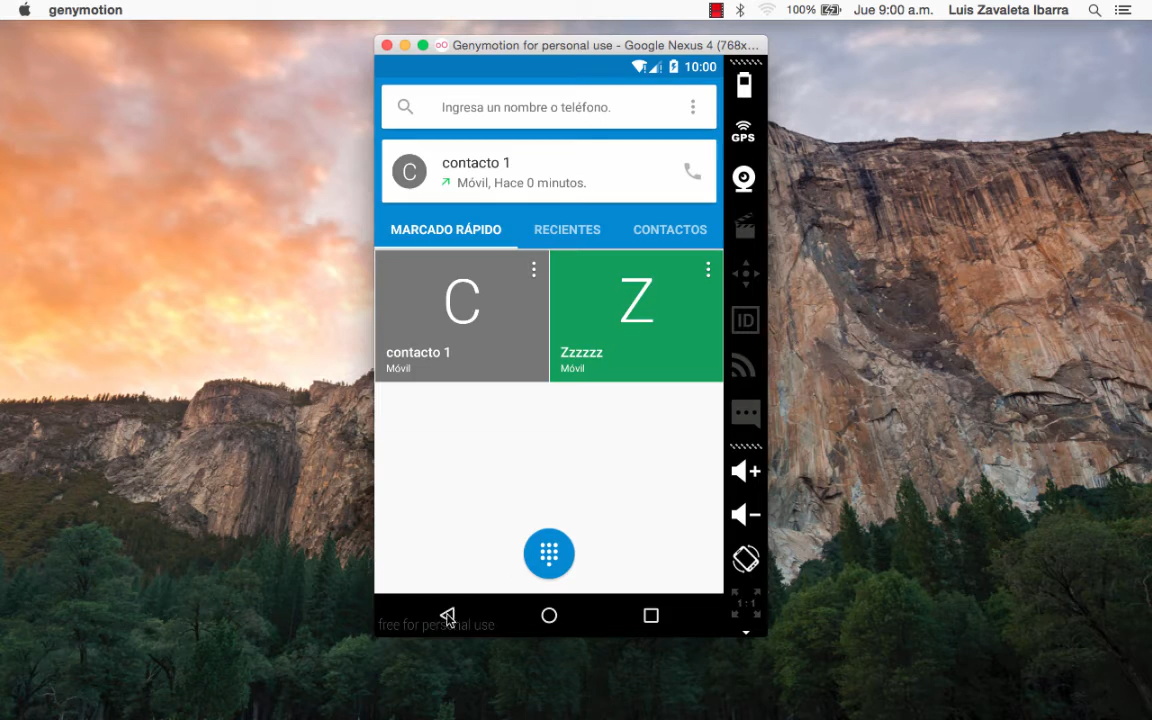 genymotion
100%
Jue 9:00 a.m.
Luis Zavaleta Ibarra
Genymotion for personal use - Google Nexus 4 (768x...
10:00
Ingresa un nombre o teléfono.
GPS
C
contacto 1
Móvil, Hace 0 minutos.
MARCADO RÁPIDO
RECIENTES
CONTACTOS
C
contacto 1
Móvil
Z
Zzzzzz
Móvil
ID
1:1
free for personal use